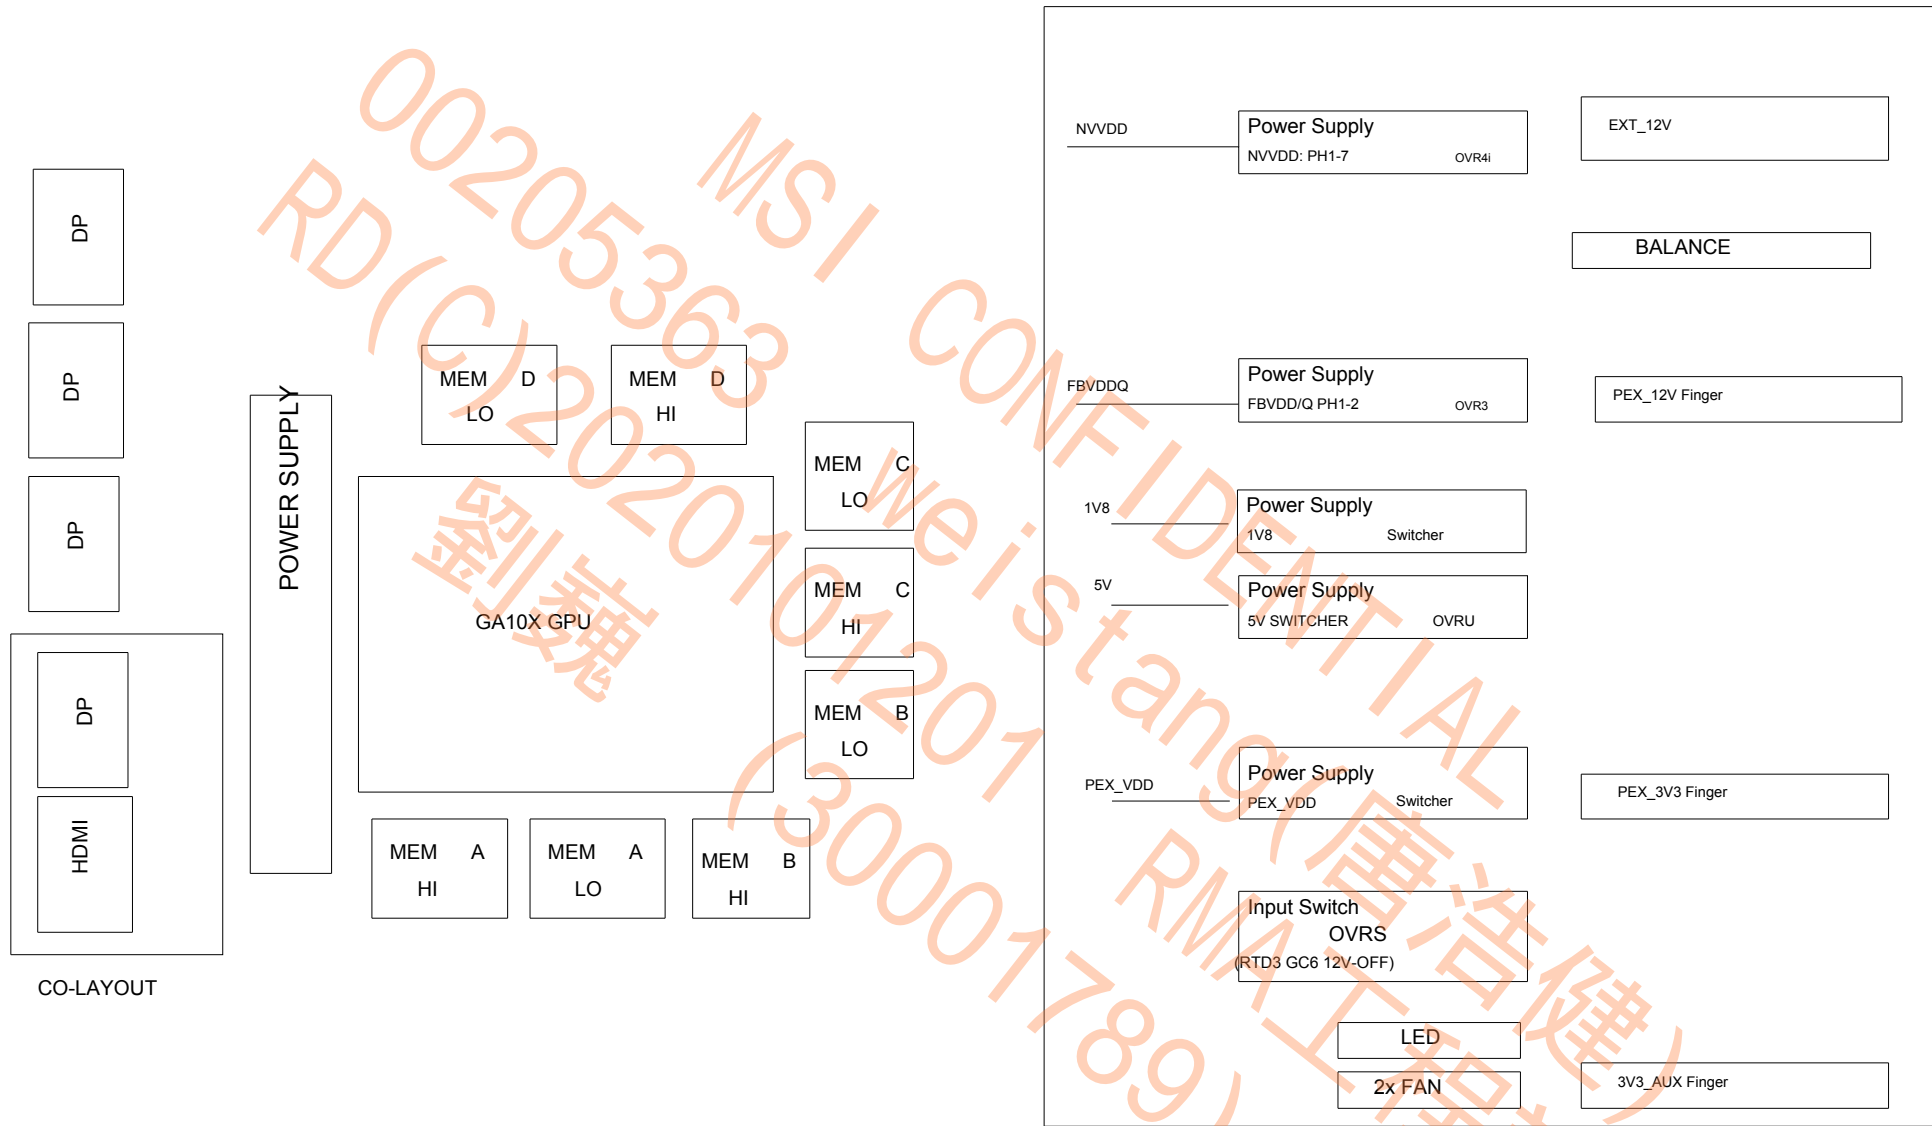 DP
DP
DP
DP
HDMI
CO-LAYOUT
POWER SUPPLY
MEM D
LO
MEM D
HI
MEM C
LO
MEM C
HI
MEM B
LO
GA10X GPU
MEM A
HI
MEM A
LO
MEM B
HI
NVVDD
Power Supply
NVVDD: PH1-7 OVR4i
EXT_12V
BALANCE
FBVDDQ
Power Supply
FBVDD/Q PH1-2 OVR3
PEX_12V Finger
1V8
Power Supply
1V8 Switcher
5V
Power Supply
5V SWITCHER OVRU
PEX_VDD
Power Supply
PEX_VDD Switcher
PEX_3V3 Finger
Input Switch
OVRS
(RTD3 GC6 12V-OFF)
LED
2x FAN
3V3_AUX Finger
MSI CONFIDENTIAL
00205363 weistang(唐浩健)
RD(C)20201012 01 RMA工程
劉巍 (30001789)